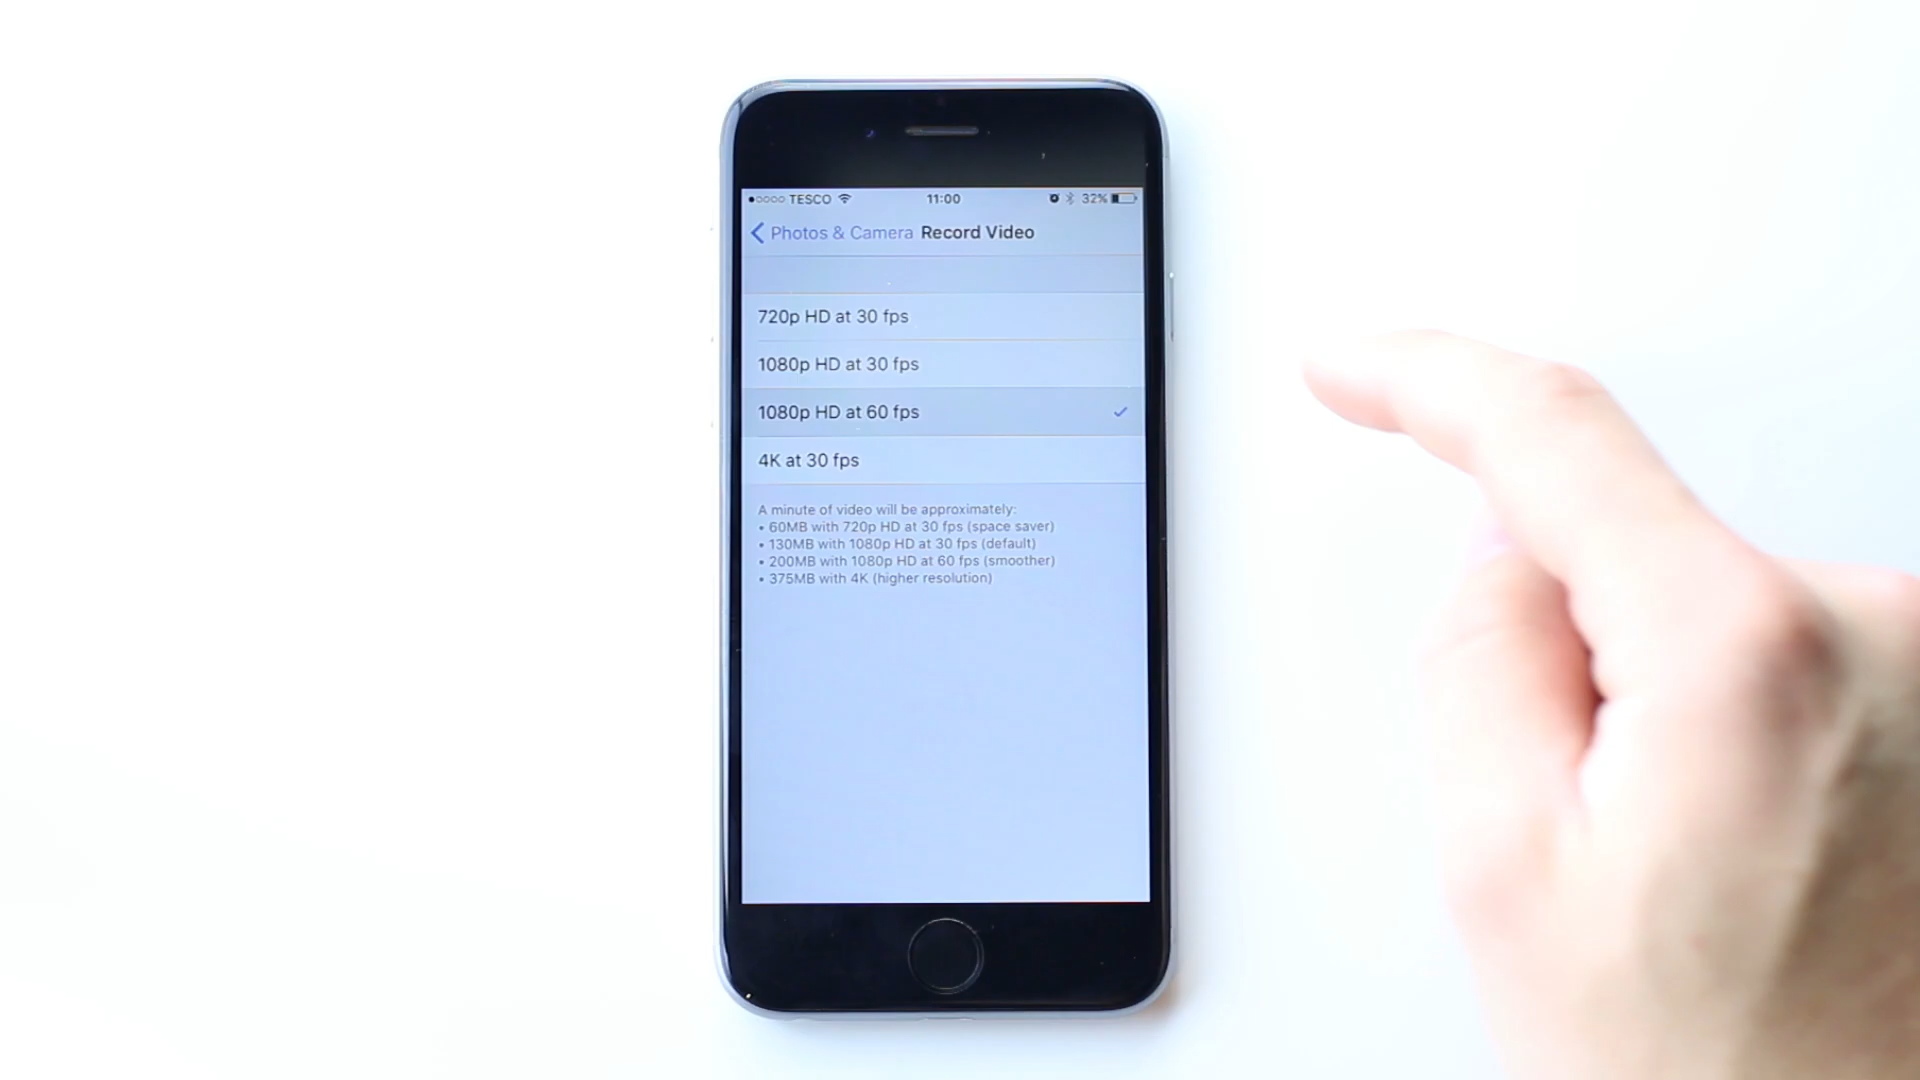 TESCO 11:00 32%
Photos & Camera Record Video
720p HD at 30 fps
1080p HD at 30 fps
1080p HD at 60 fps
4K at 30 fps
A minute of video will be approximately:
• 60MB with 720p HD at 30 fps (space saver)
• 130MB with 1080p HD at 30 fps (default)
• 200MB with 1080p HD at 60 fps (smoother)
• 375MB with 4K (higher resolution)